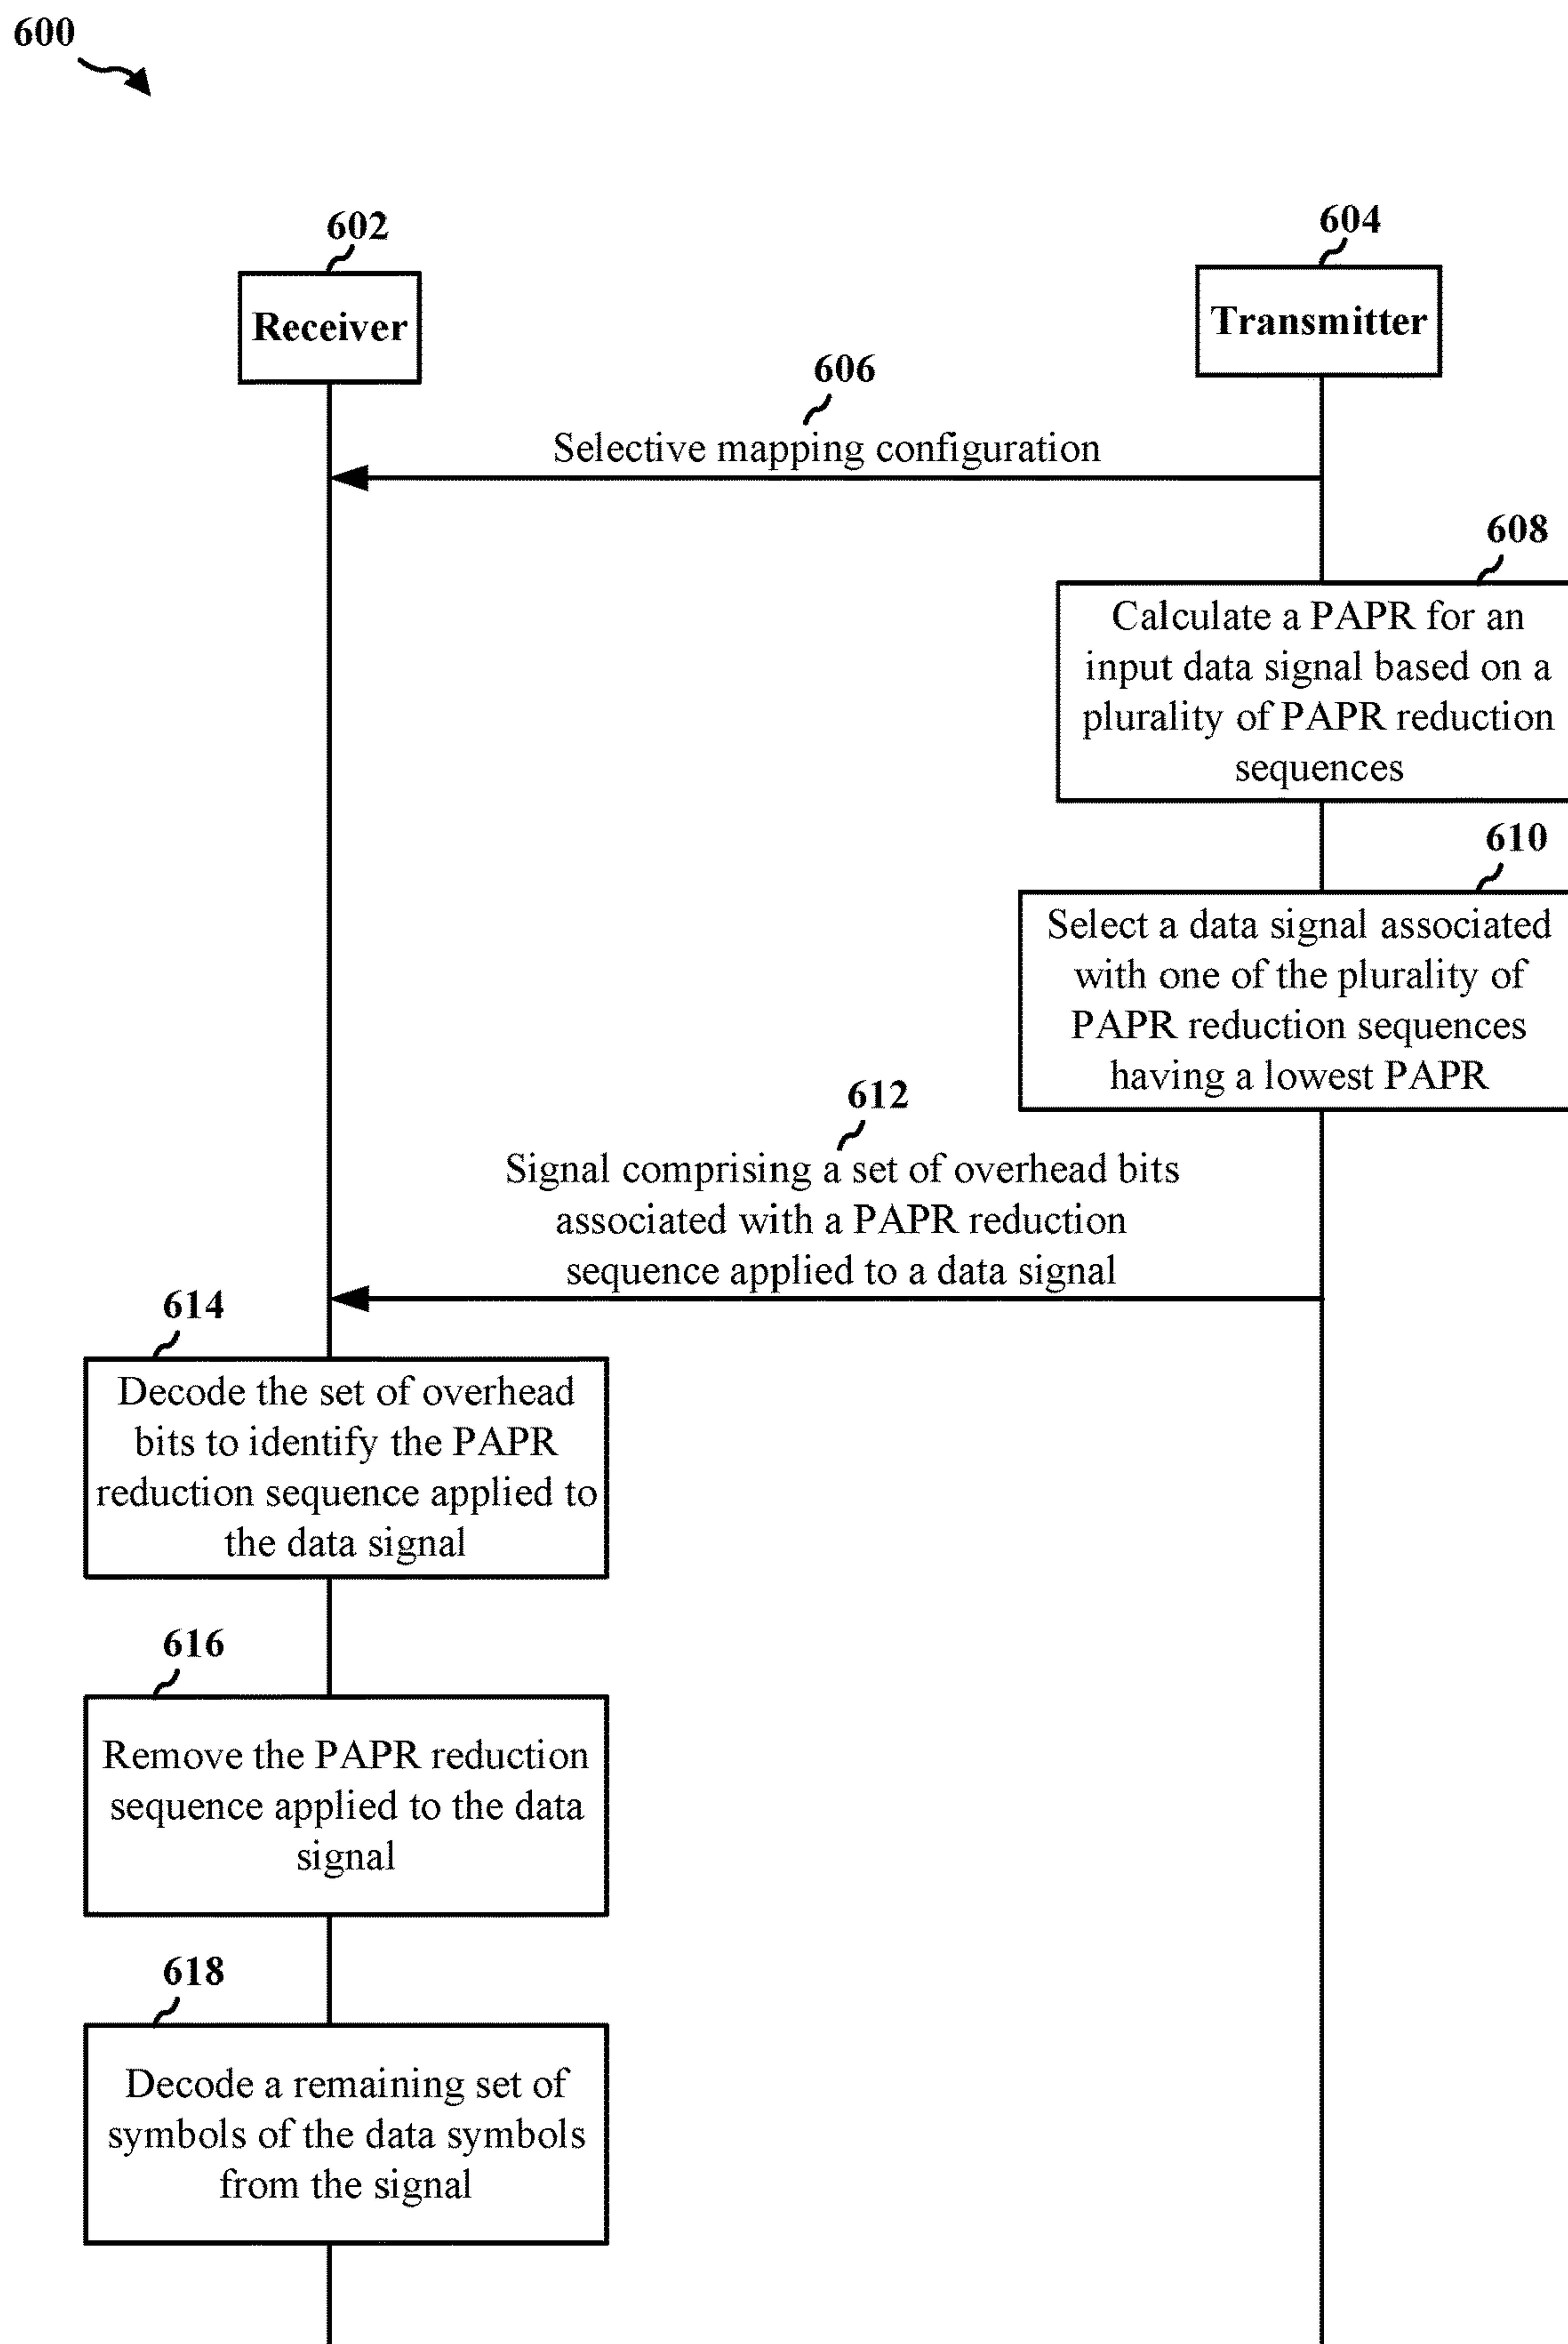 600
602
Receiver
604
Transmitter
606
Selective mapping configuration
608
Calculate a PAPR for an
input data signal based on a
plurality of PAPR reduction
sequences
610
Select a data signal associated
with one of the plurality of
PAPR reduction sequences
having a lowest PAPR
612
Signal comprising a set of overhead bits
associated with a PAPR reduction
sequence applied to a data signal
614
Decode the set of overhead
bits to identify the PAPR
reduction sequence applied to
the data signal
616
Remove the PAPR reduction
sequence applied to the data
signal
618
Decode a remaining set of
symbols of the data symbols
from the signal